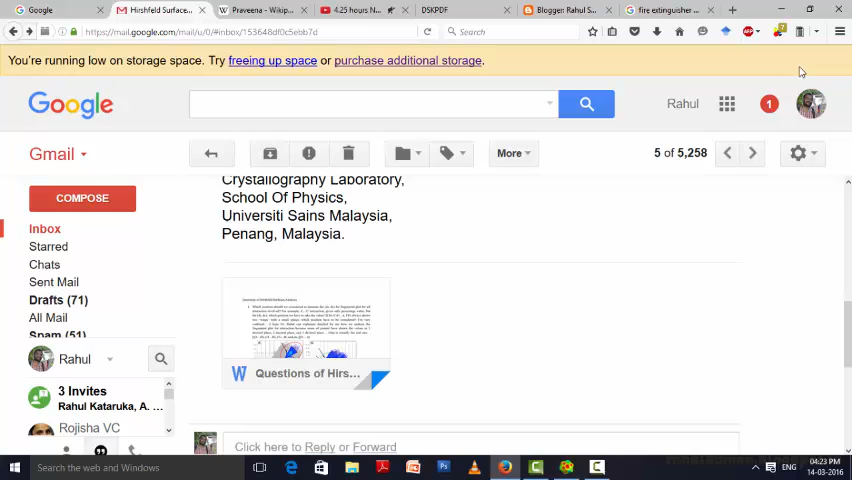 Google
Hirshfeld Surface...
Praveena - Wikip...
4.25 hours N...
DSKPDF
Blogger: Rahul S...
fire extinguisher ...
https://mail.google.com/mail/u/0/#inbox/153648df0c5ebb7d
Search
ABP
You're running low on storage space. Try freeing up space or purchase additional storage.
Google
Rahul
1
Gmail
More
5 of 5,258
COMPOSE
Inbox
Starred
Chats
Sent Mail
Drafts (71)
All Mail
Spam (51)
Rahul
3 Invites
Rahul Kataruka, A. ...
Rojisha VC
Crystallography Laboratory,
School Of Physics,
Universiti Sains Malaysia,
Penang, Malaysia.
W Questions of Hirs...
Click here to Reply or Forward
Search the web and Windows
ENG
04:23 PM
14-03-2016